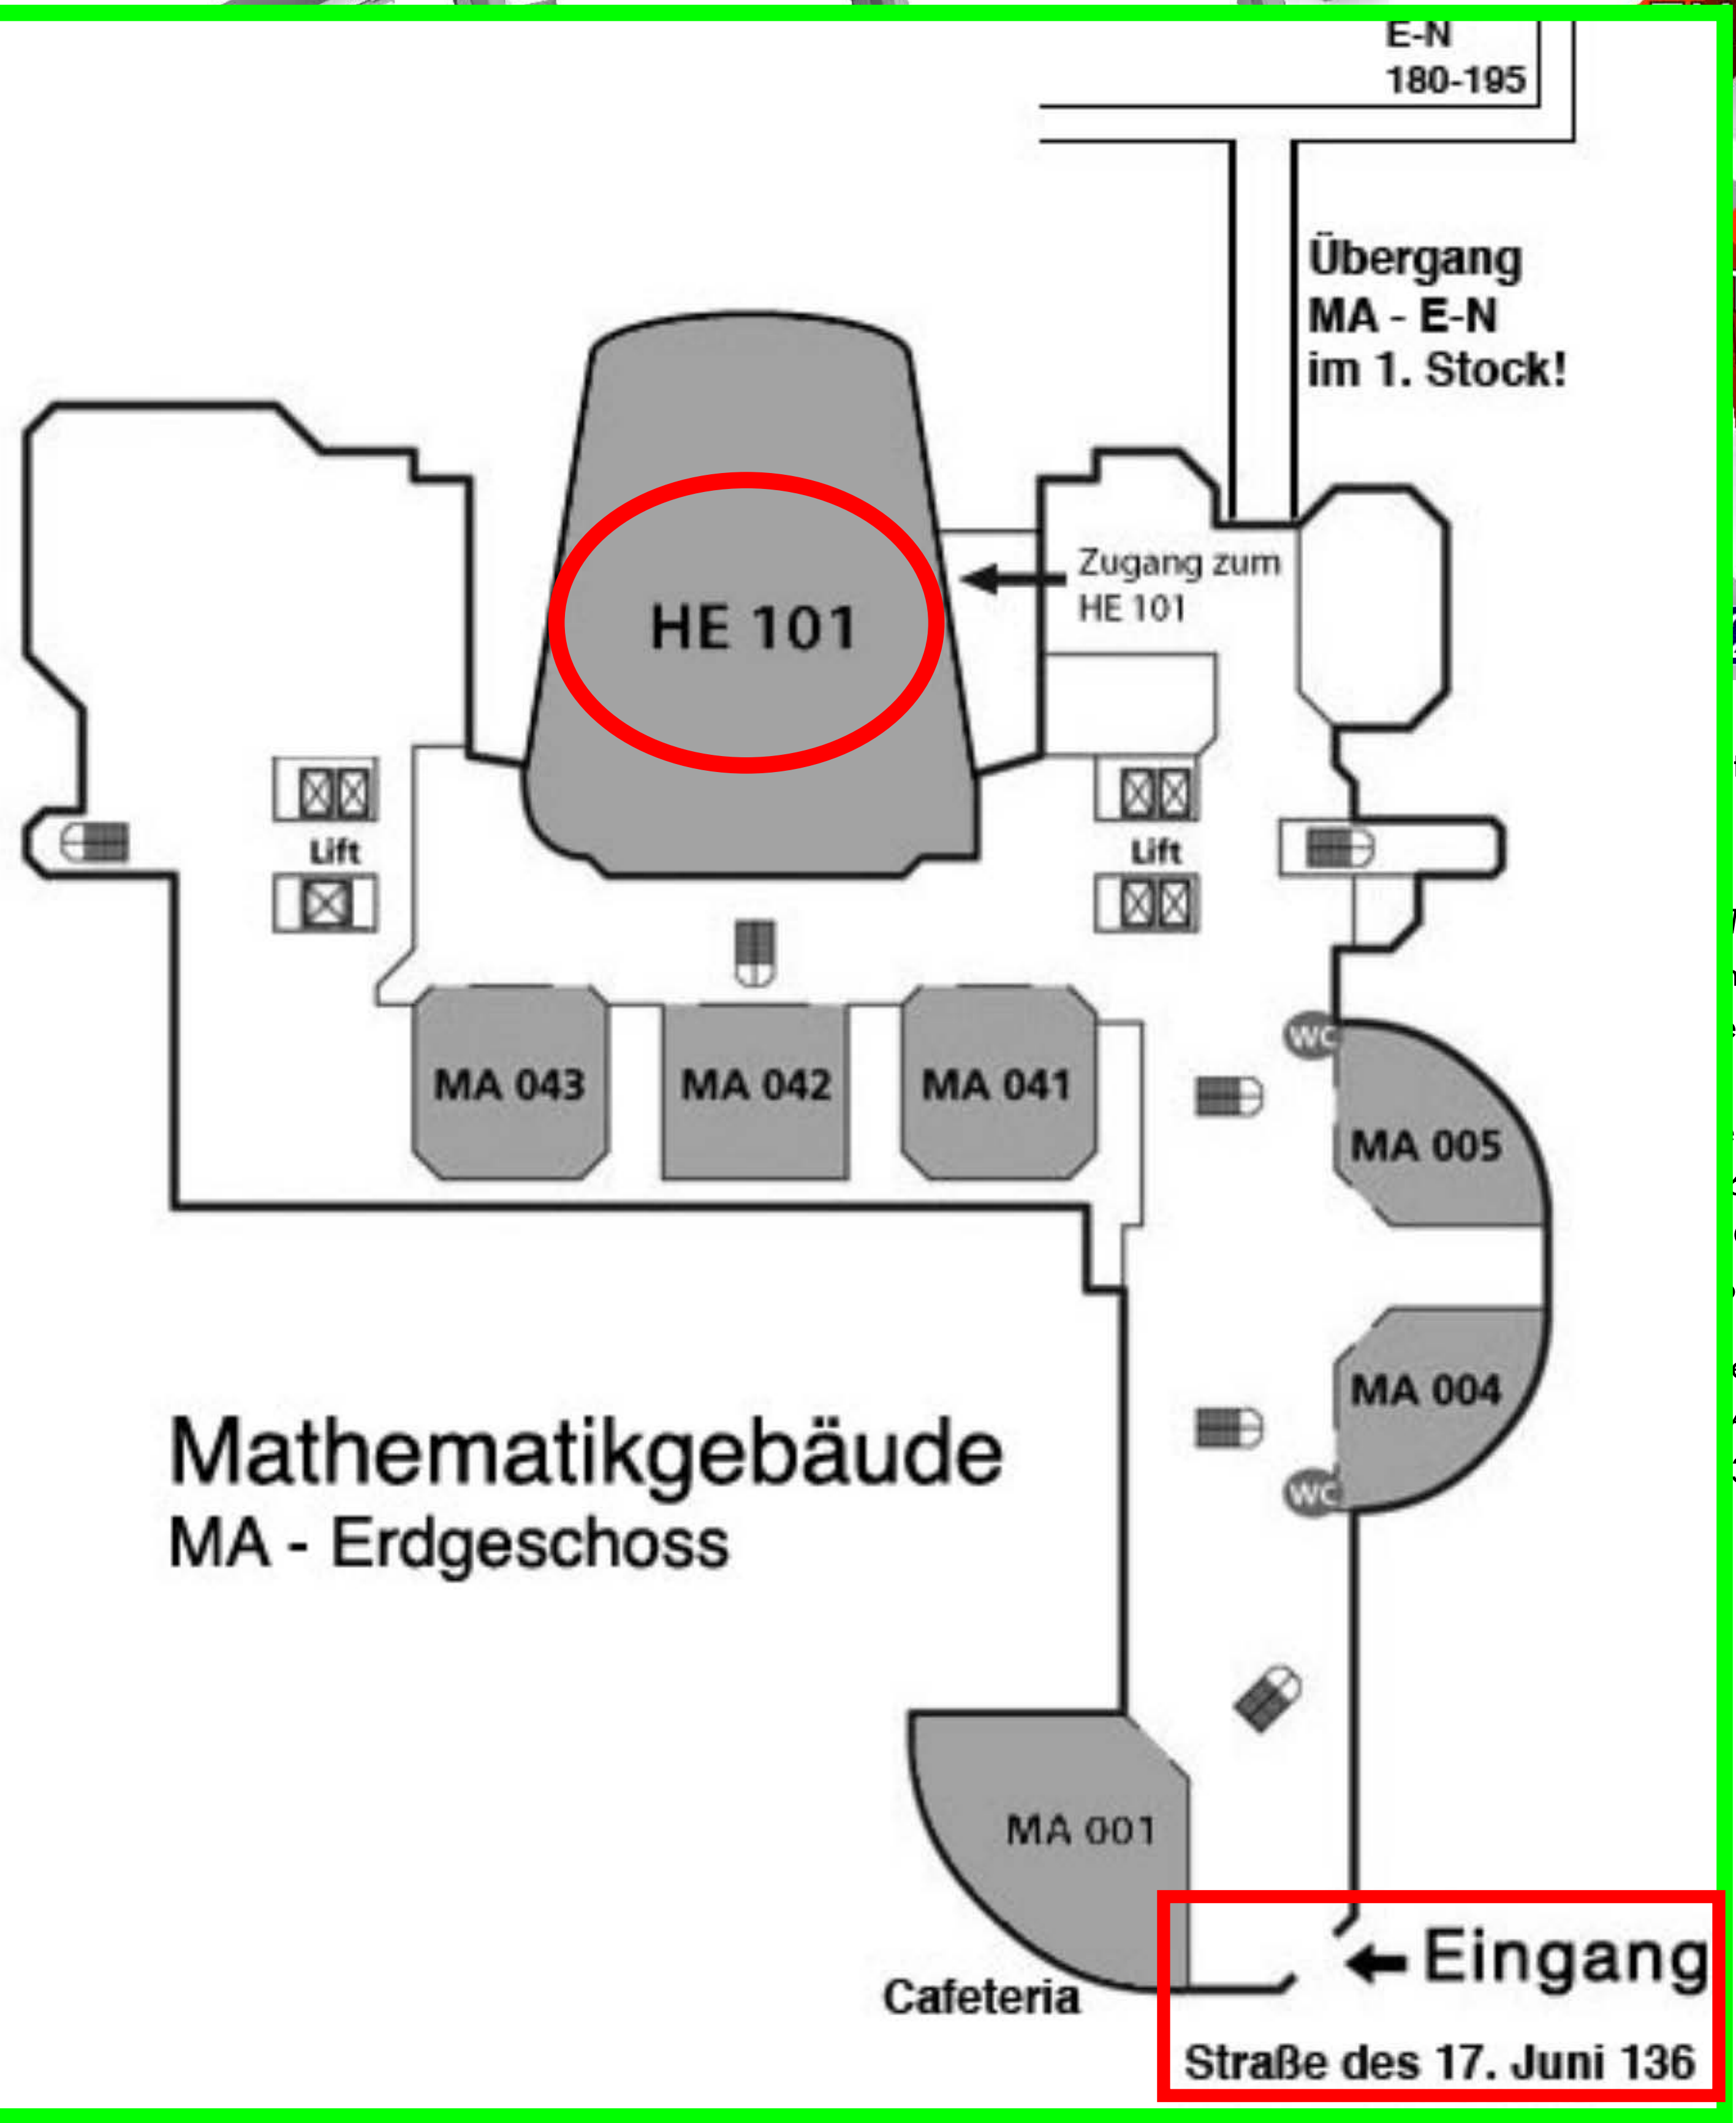 E-N
180-195
Übergang
MA - E-N
im 1. Stock!
Zugang zum
HE 101
HE 101
Lift
Lift
MA 043
MA 042
MA 041
WC
MA 005
MA 004
WC
Mathematikgebäude
MA - Erdgeschoss
MA 001
Eingang
Cafeteria
Straße des 17. Juni 136